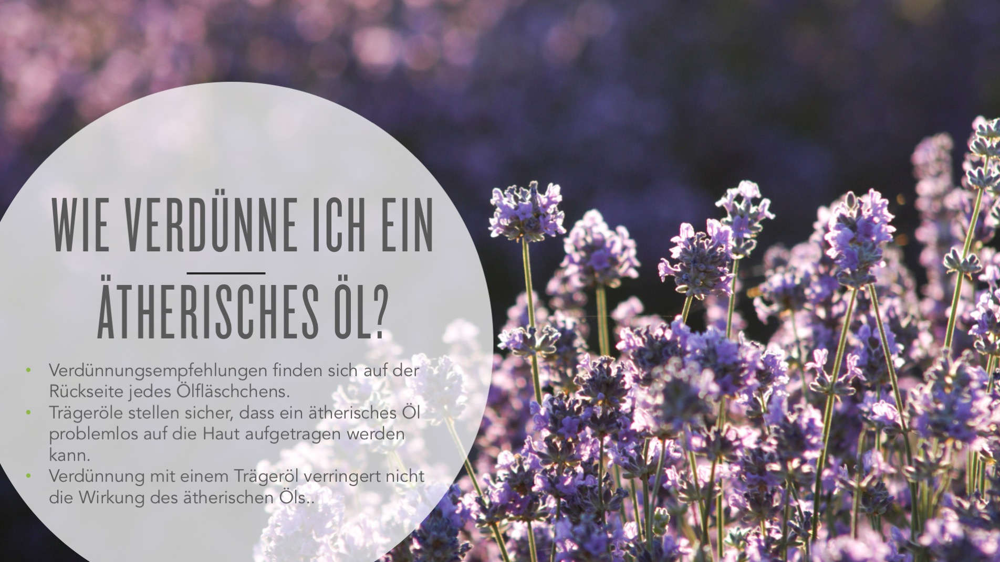 WIE VERDÜNNE ICH EIN
ÄTHERISCHES ÖL?
• Verdünnungsempfehlungen finden sich auf der
Rückseite jedes Ölfläschchens.
• Trägeröle stellen sicher, dass ein ätherisches Öl
problemlos auf die Haut aufgetragen werden
kann.
• Verdünnung mit einem Trägeröl verringert nicht
die Wirkung des ätherischen Öls..